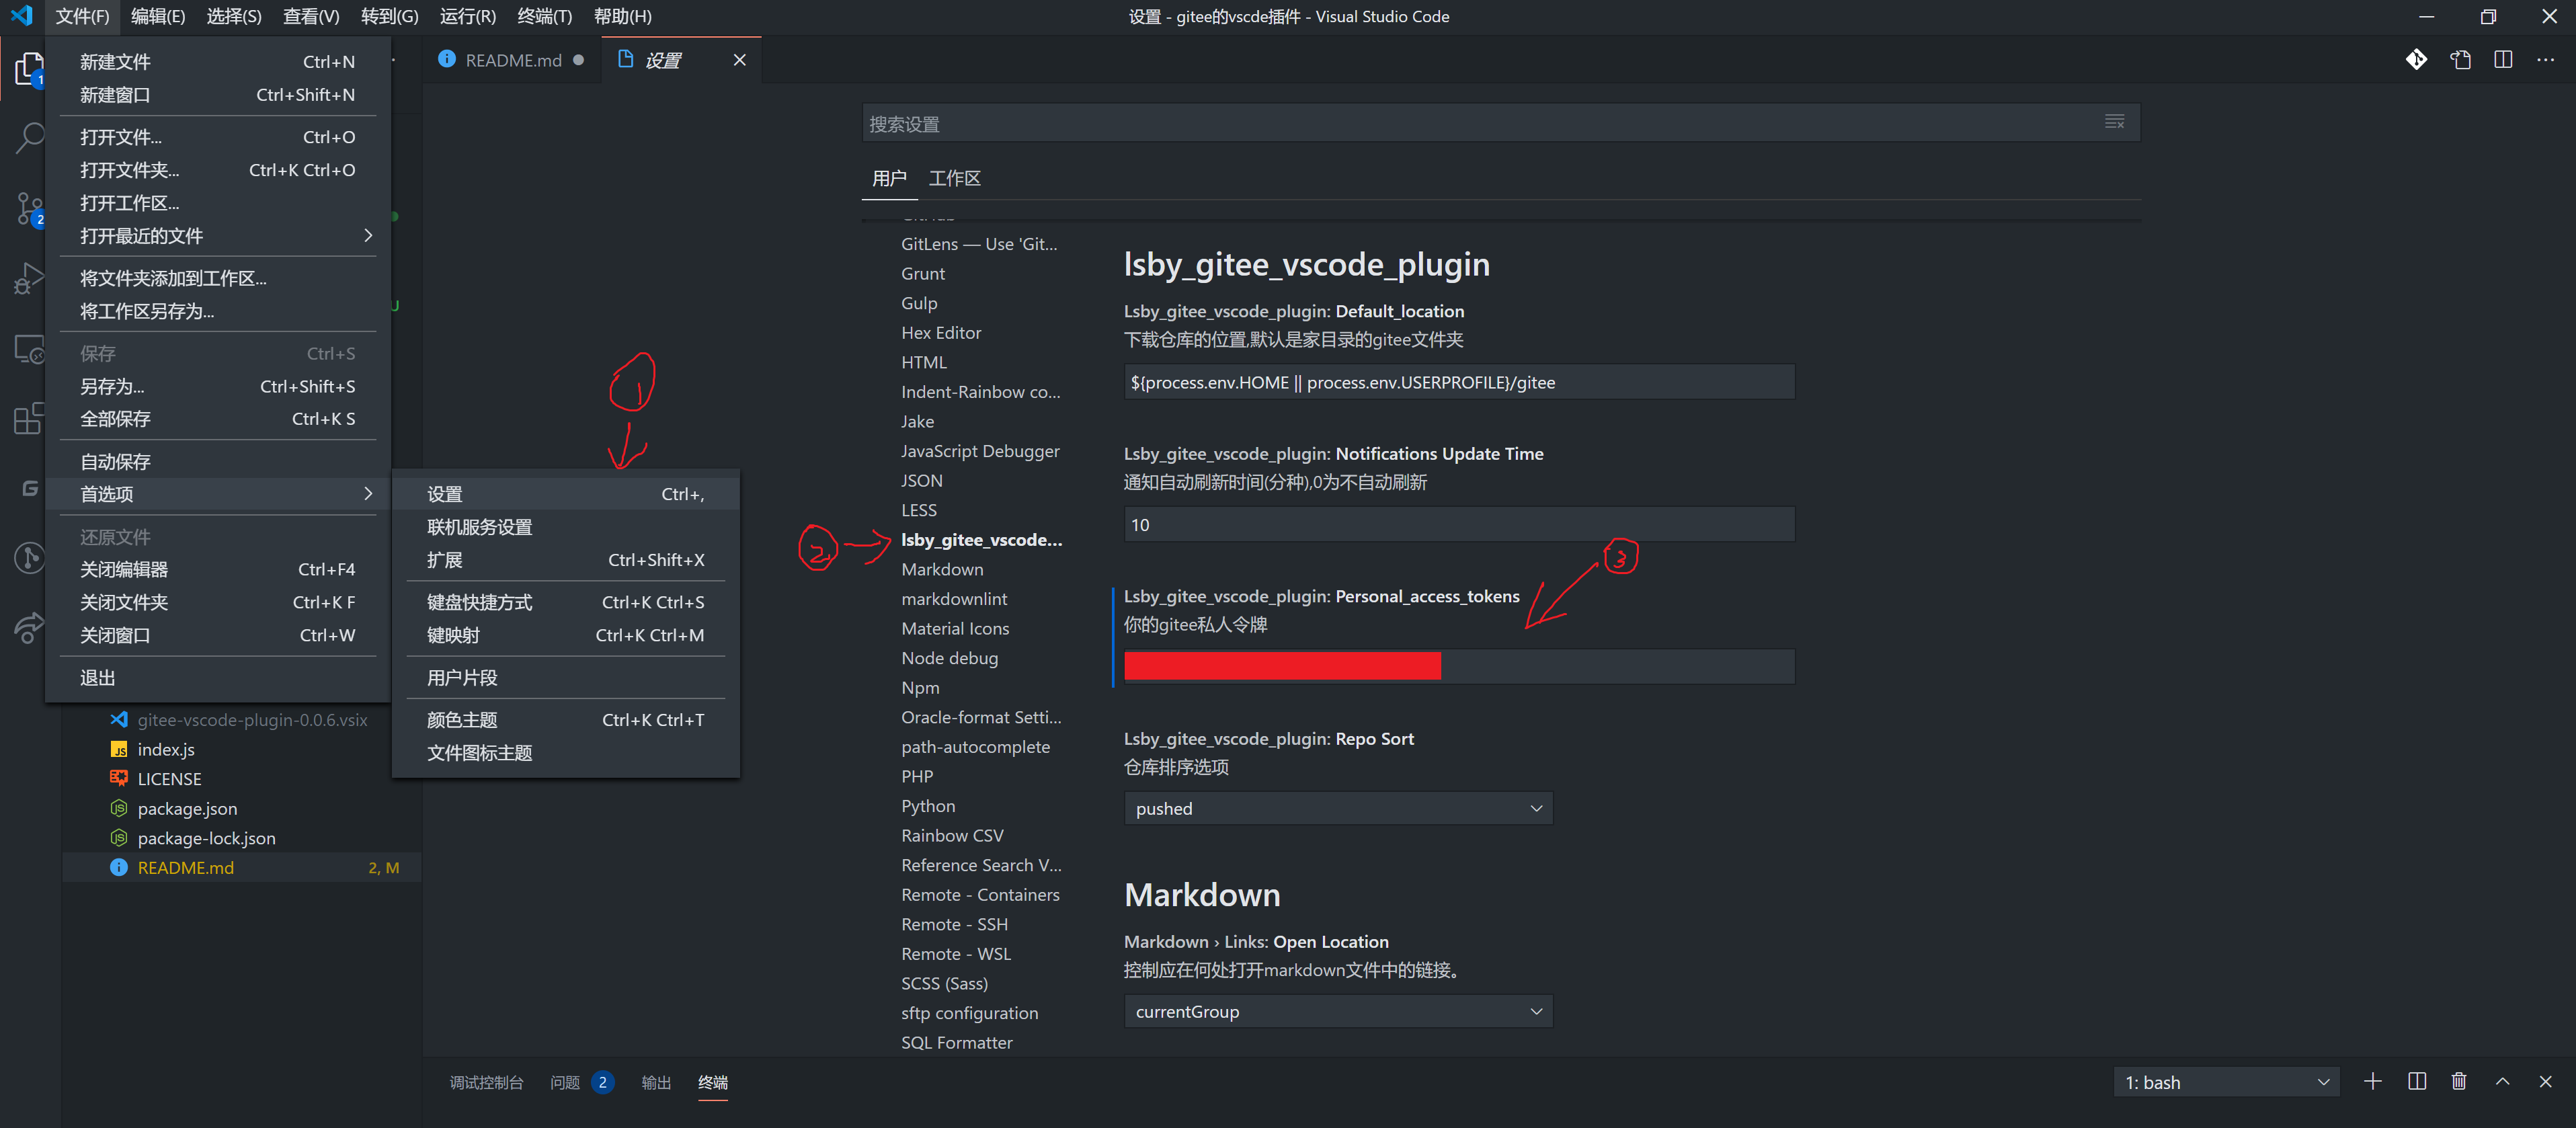 文件(F) 编辑(E) 选择(S) 查看(V) 转到(G) 运行(R) 终端(T) 帮助(H)
设置 - gitee的vscde插件 - Visual Studio Code
1
2
新建文件 Ctrl+N
新建窗口 Ctrl+Shift+N
打开文件... Ctrl+O
打开文件夹... Ctrl+K Ctrl+O
打开工作区...
打开最近的文件
将文件夹添加到工作区...
将工作区另存为...
保存 Ctrl+S
另存为... Ctrl+Shift+S
全部保存 Ctrl+K S
自动保存
首选项
还原文件
关闭编辑器 Ctrl+F4
关闭文件夹 Ctrl+K F
关闭窗口 Ctrl+W
退出
设置 Ctrl+,
联机服务设置
扩展 Ctrl+Shift+X
键盘快捷方式 Ctrl+K Ctrl+S
键映射 Ctrl+K Ctrl+M
用户片段
颜色主题 Ctrl+K Ctrl+T
文件图标主题
gitee-vscode-plugin-0.0.6.vsix
index.js
LICENSE
package.json
package-lock.json
README.md 2, M
README.md
设置
搜索设置
用户 工作区
GitLens — Use 'Git...
Grunt
Gulp
Hex Editor
HTML
Indent-Rainbow co...
Jake
JavaScript Debugger
JSON
LESS
lsby_gitee_vscode...
Markdown
markdownlint
Material Icons
Node debug
Npm
Oracle-format Setti...
path-autocomplete
PHP
Python
Rainbow CSV
Reference Search V...
Remote - Containers
Remote - SSH
Remote - WSL
SCSS (Sass)
sftp configuration
SQL Formatter
1
2
3
lsby_gitee_vscode_plugin
Lsby_gitee_vscode_plugin: Default_location
下载仓库的位置,默认是家目录的gitee文件夹
${process.env.HOME || process.env.USERPROFILE}/gitee
Lsby_gitee_vscode_plugin: Notifications Update Time
通知自动刷新时间(分种),0为不自动刷新
10
Lsby_gitee_vscode_plugin: Personal_access_tokens
你的gitee私人令牌
Lsby_gitee_vscode_plugin: Repo Sort
仓库排序选项
pushed
Markdown
Markdown › Links: Open Location
控制应在何处打开markdown文件中的链接。
currentGroup
调试控制台 问题 2 输出 终端
1: bash